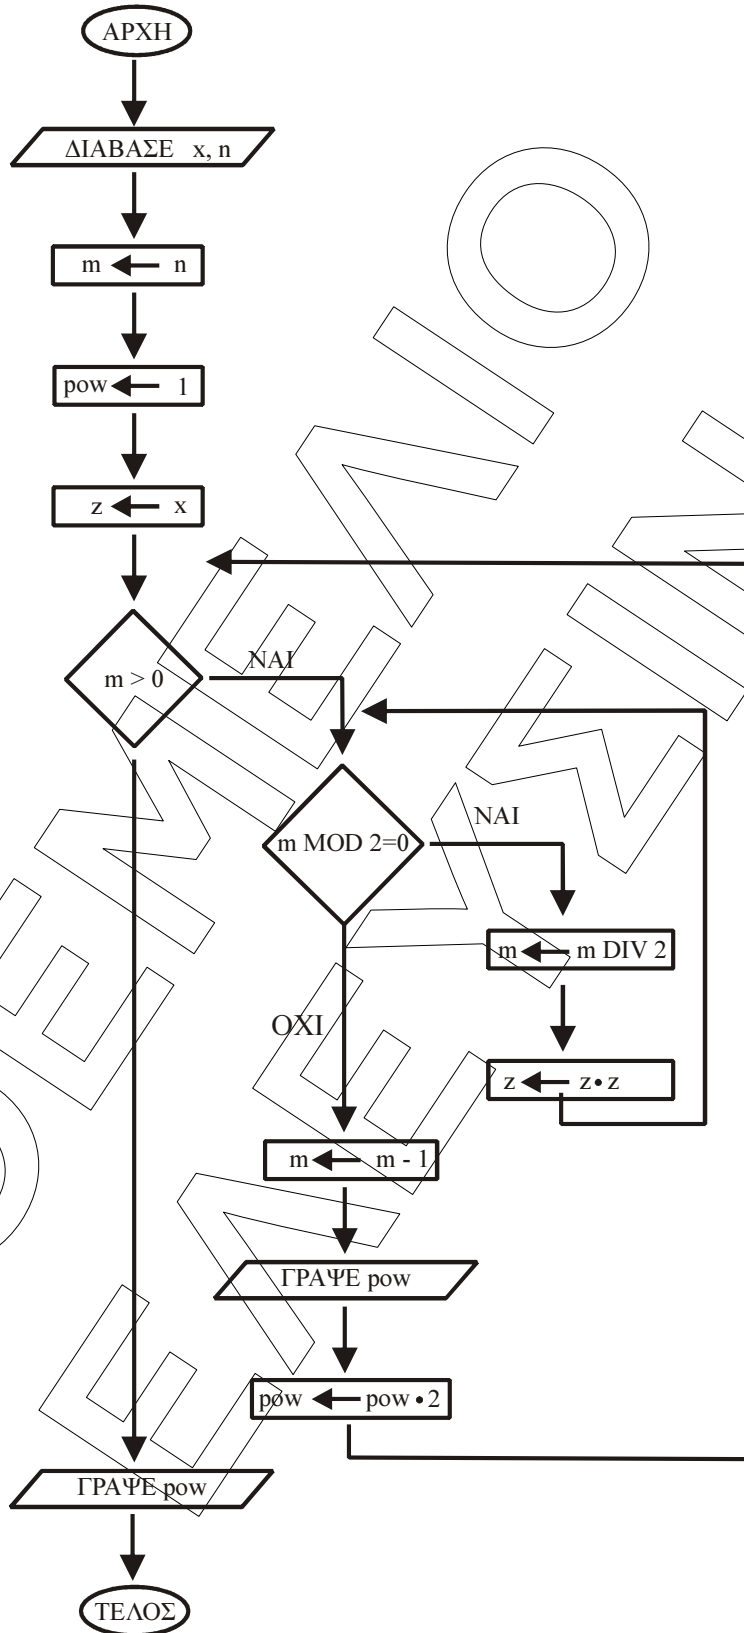 ΑΡΧΗ
ΔΙΑΒΑΣΕ x, n
m ← n
pow ← 1
z ← x
m > 0
ΝΑΙ
m MOD 2=0
ΝΑΙ
m ← m DIV 2
ΟΧΙ
z ← z•z
m ← m - 1
ΓΡΑΨΕ pow
pow ← pow•2
ΓΡΑΨΕ pow
ΤΕΛΟΣ